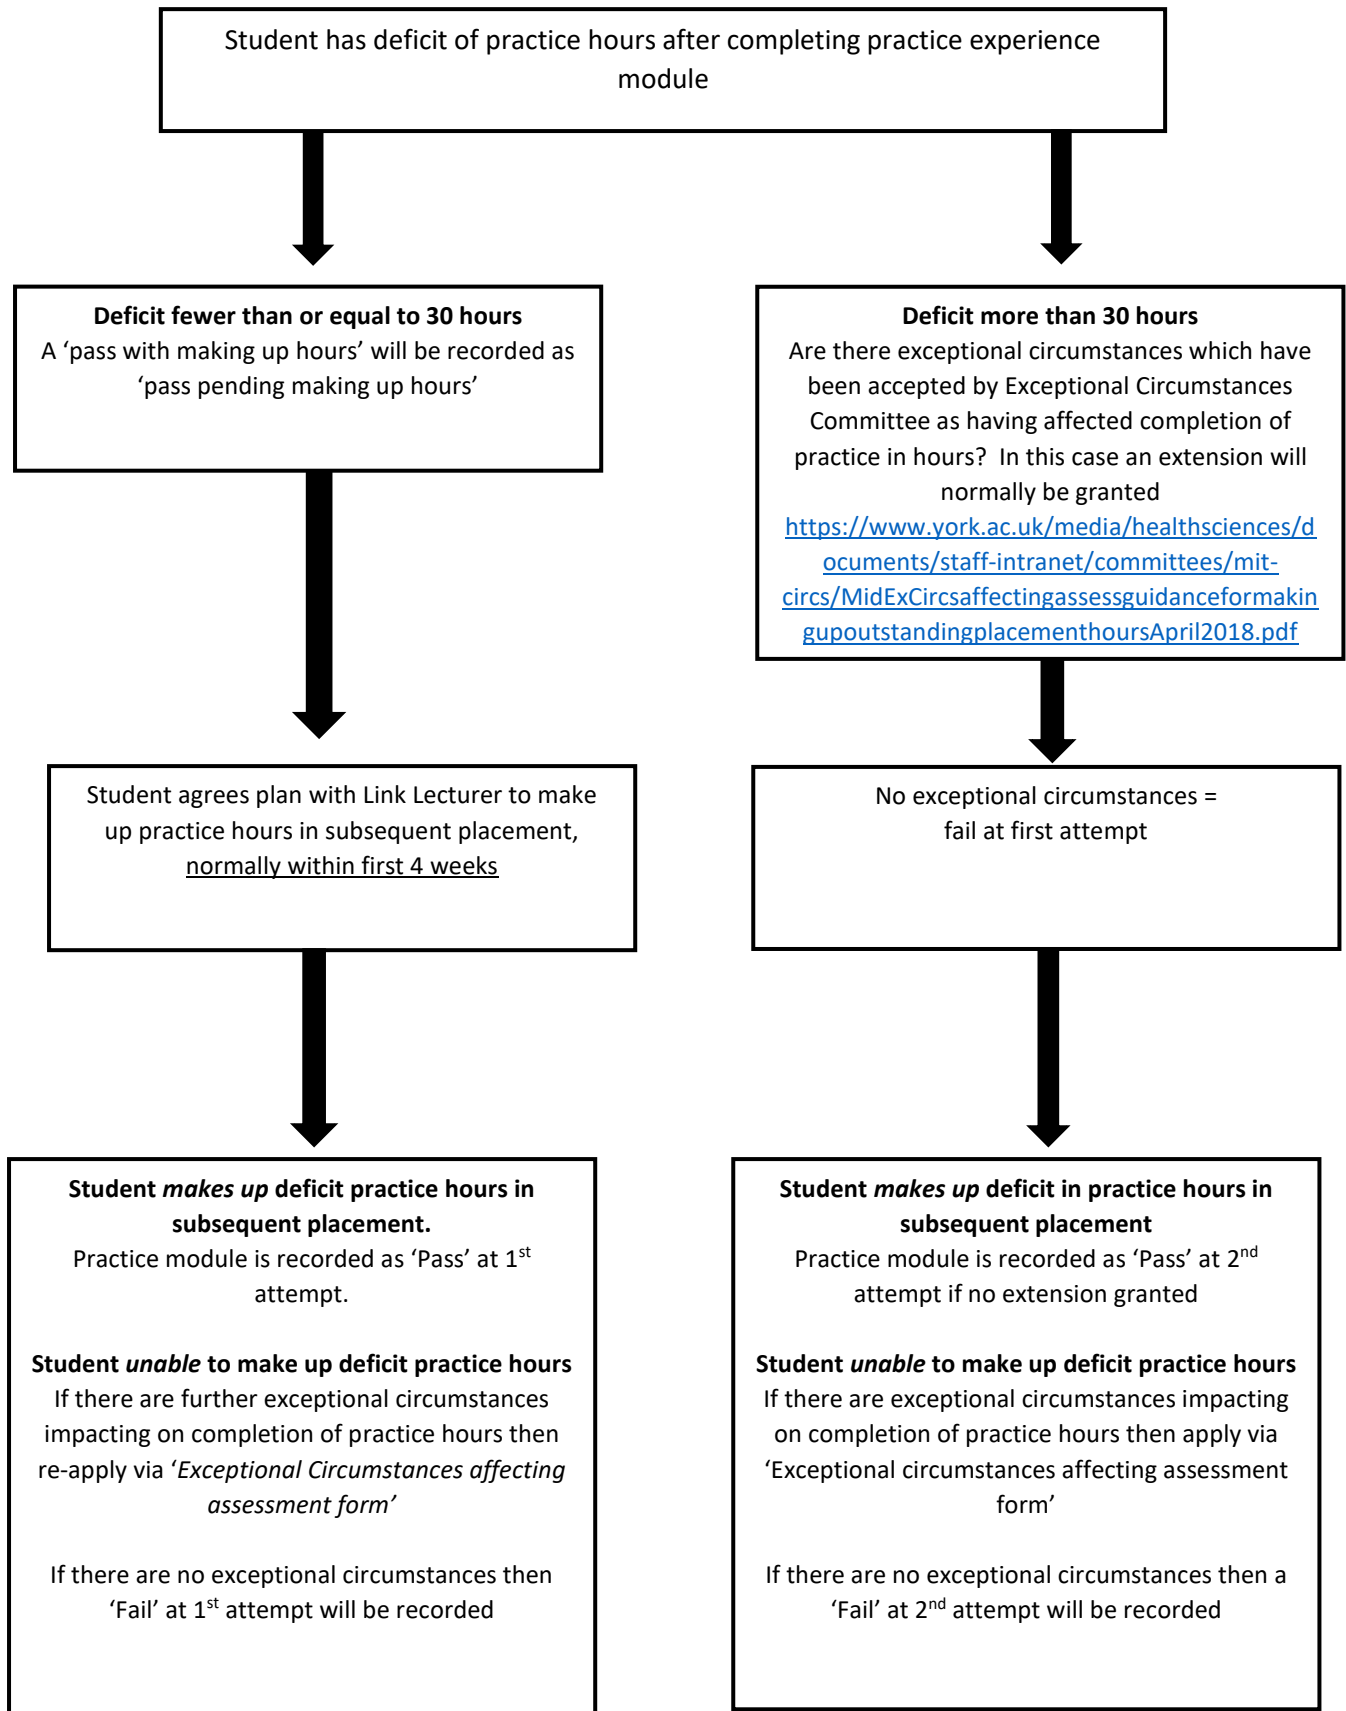 Student has deficit of practice hours after completing practice experience
module
Deficit fewer than or equal to 30 hours
A ‘pass with making up hours’ will be recorded as
‘pass pending making up hours’
Deficit more than 30 hours
Are there exceptional circumstances which have
been accepted by Exceptional Circumstances
Committee as having affected completion of
practice in hours?  In this case an extension will
normally be granted
https://www.york.ac.uk/media/healthsciences/d
ocuments/staff-intranet/committees/mit-
circs/MidExCircsaffectingassessguidanceformakin
gupoutstandingplacementhoursApril2018.pdf
Student agrees plan with Link Lecturer to make
up practice hours in subsequent placement,
normally within first 4 weeks
No exceptional circumstances =
fail at first attempt
Student makes up deficit practice hours in
subsequent placement.
Practice module is recorded as ‘Pass’ at 1st
attempt.
Student unable to make up deficit practice hours
If there are further exceptional circumstances
impacting on completion of practice hours then
re-apply via ‘Exceptional Circumstances affecting
assessment form’
If there are no exceptional circumstances then
‘Fail’ at 1st attempt will be recorded
Student makes up deficit in practice hours in
subsequent placement
Practice module is recorded as ‘Pass’ at 2nd
attempt if no extension granted
Student unable to make up deficit practice hours
If there are exceptional circumstances impacting
on completion of practice hours then apply via
‘Exceptional circumstances affecting assessment
form’
If there are no exceptional circumstances then a
‘Fail’ at 2nd attempt will be recorded